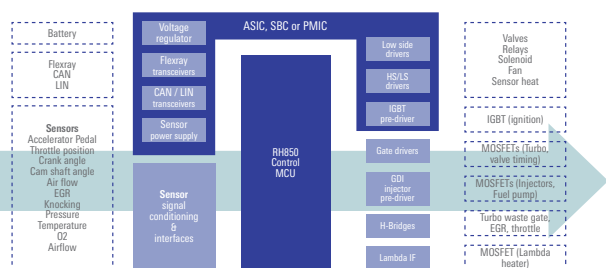 Battery
Flexray
CAN
LIN
Sensors
Accelerator Pedal
Throttle position
Crank angle
Cam shaft angle
Air flow
EGR
Knocking
Pressure
Temperature
O2
Airflow
ASIC, SBC or PMIC
Voltage
regulator
Flexray
transceivers
CAN / LIN
transceivers
Sensor
power supply
Sensor
signal
conditioning
&
interfaces
RH850
Control
MCU
Low side
drivers
HS/LS
drivers
IGBT
pre-driver
Gate drivers
GDI
injector
pre-driver
H-Bridges
Lambda IF
Valves
Relays
Solenoid
Fan
Sensor heat
IGBT (ignition)
MOSFETs (Turbo,
valve timing)
MOSFETs (Injectors,
Fuel pump)
Turbo waste gate,
EGR, throttle
MOSFET (Lambda
heater)